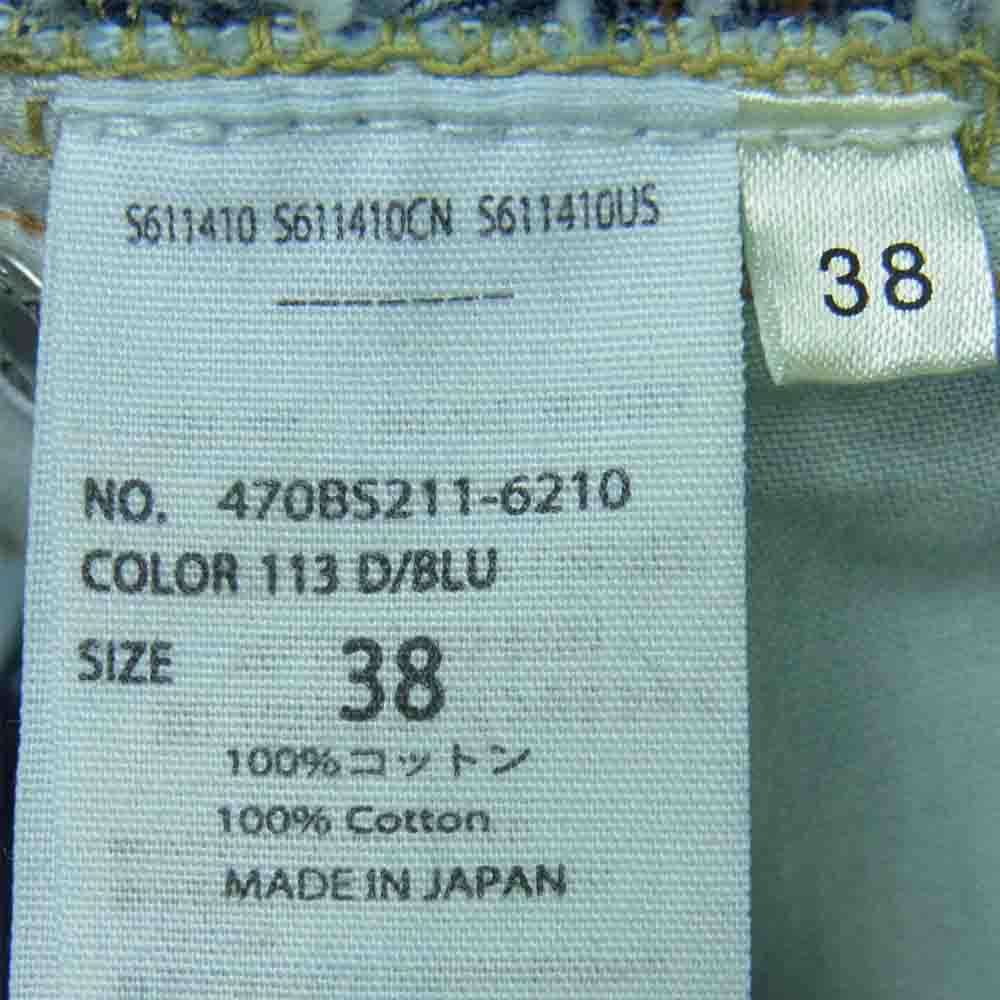 S611410 S611410CN S611410US
38
NO. 470BS211-6210
COLOR 113 D/BLU
SIZE 38
100%コットン
100% Cotton
MADE IN JAPAN